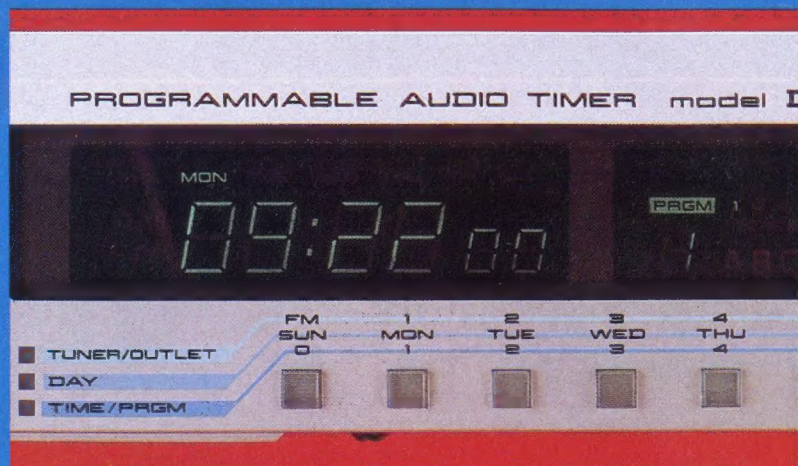 PROGRAMMABLE AUDIO TIMER model D
MON
09:22 00
PRGM 1
1
FM 1 2 3 4
SUN MON TUE WED THU
0 1 2 3 4
TUNER/OUTLET
DAY
TIME/PRGM